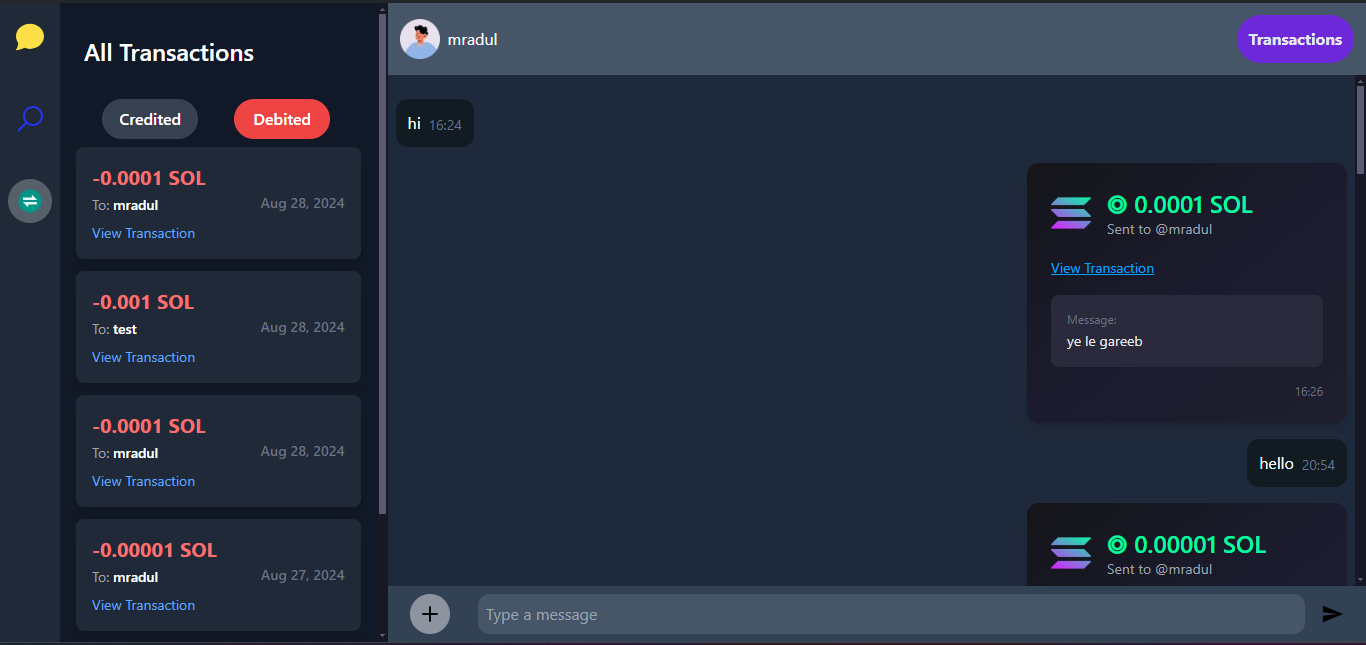 All Transactions
Credited
Debited
-0.0001 SOL
To: mradul
Aug 28, 2024
View Transaction
-0.001 SOL
To: test
Aug 28, 2024
View Transaction
-0.0001 SOL
To: mradul
Aug 28, 2024
View Transaction
-0.00001 SOL
To: mradul
Aug 27, 2024
View Transaction
mradul
Transactions
hi 16:24
0.0001 SOL
Sent to @mradul
View Transaction
Message:
ye le gareeb
16:26
hello 20:54
0.00001 SOL
Sent to @mradul
Type a message